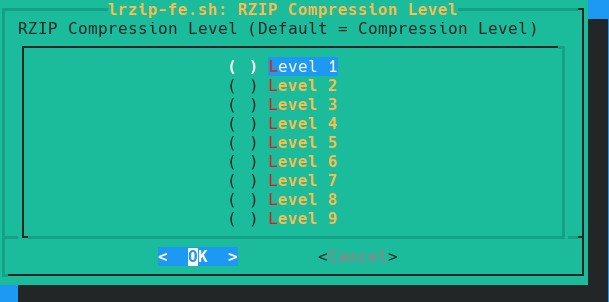 lrzip-fe.sh: RZIP Compression Level
RZIP Compression Level (Default = Compression Level)
( ) Level 1
( ) Level 2
( ) Level 3
( ) Level 4
( ) Level 5
( ) Level 6
( ) Level 7
( ) Level 8
( ) Level 9
< OK > <Cancel>